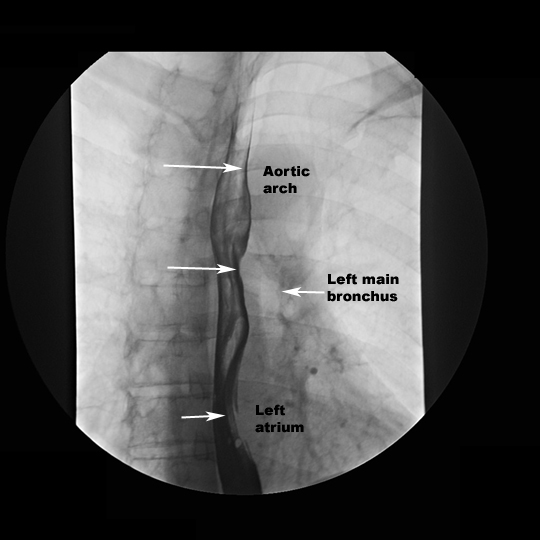 Aortic
arch
Left main
bronchus
Left
atrium